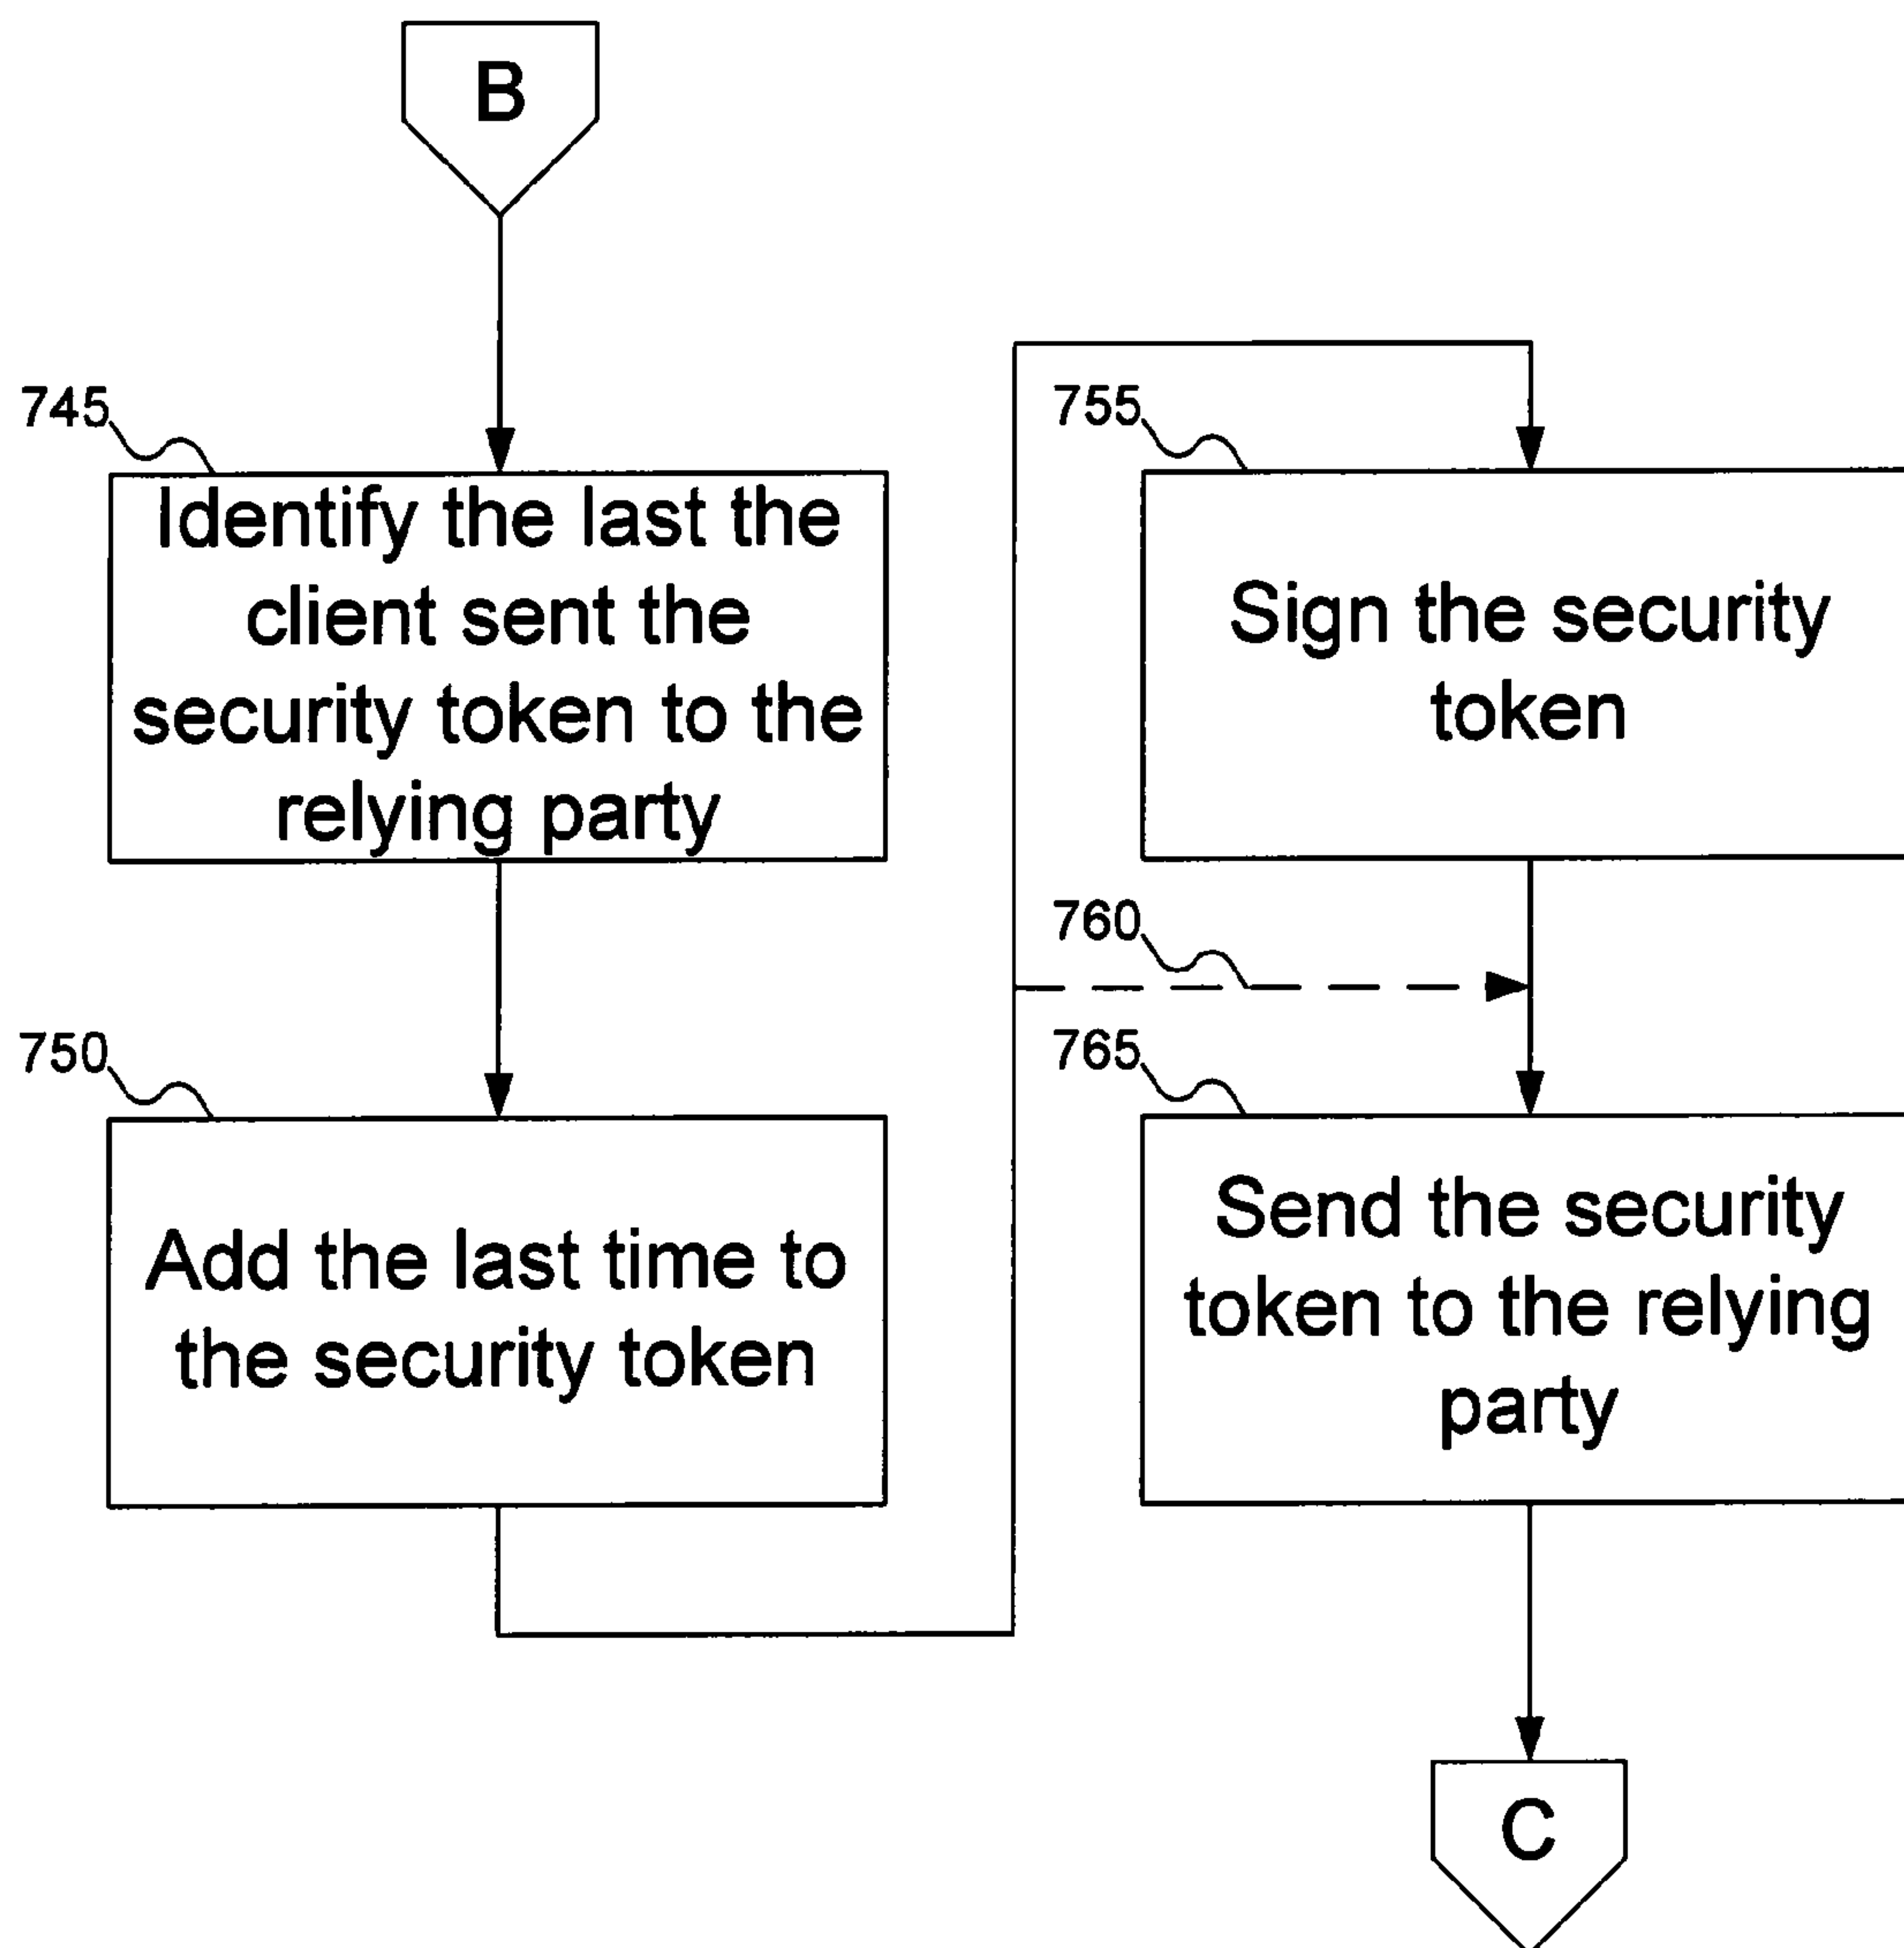 B
745
Identify the last the
client sent the
security token to the
relying party
750
Add the last time to
the security token
755
Sign the security
token
760
765
Send the security
token to the relying
party
C